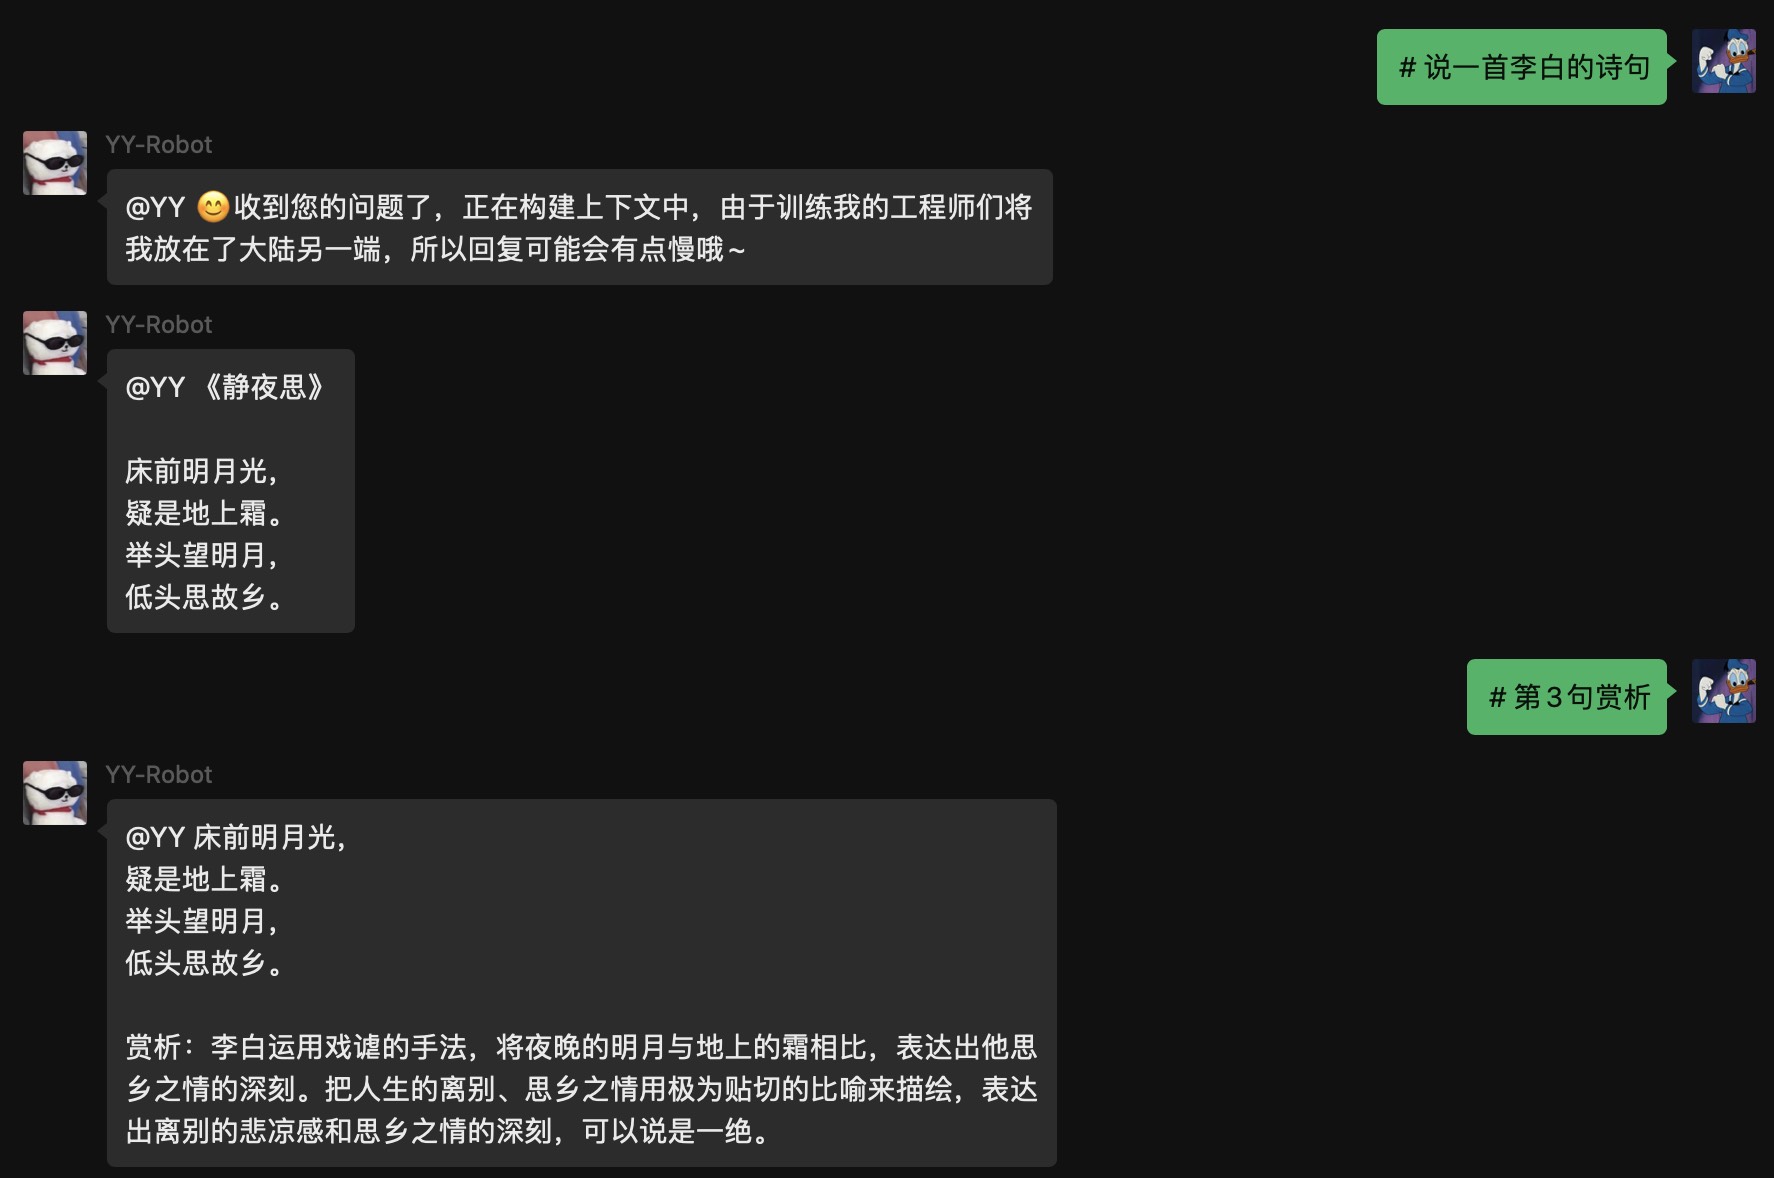 # 说一首李白的诗句
YY-Robot
@YY 😊收到您的问题了，正在构建上下文中，由于训练我的工程师们将
我放在了大陆另一端，所以回复可能会有点慢哦~
YY-Robot
@YY 《静夜思》
床前明月光，
疑是地上霜。
举头望明月，
低头思故乡。
# 第3句赏析
YY-Robot
@YY 床前明月光，
疑是地上霜。
举头望明月，
低头思故乡。
赏析：李白运用戏谑的手法，将夜晚的明月与地上的霜相比，表达出他思
乡之情的深刻。把人生的离别、思乡之情用极为贴切的比喻来描绘，表达
出离别的悲凉感和思乡之情的深刻，可以说是一绝。